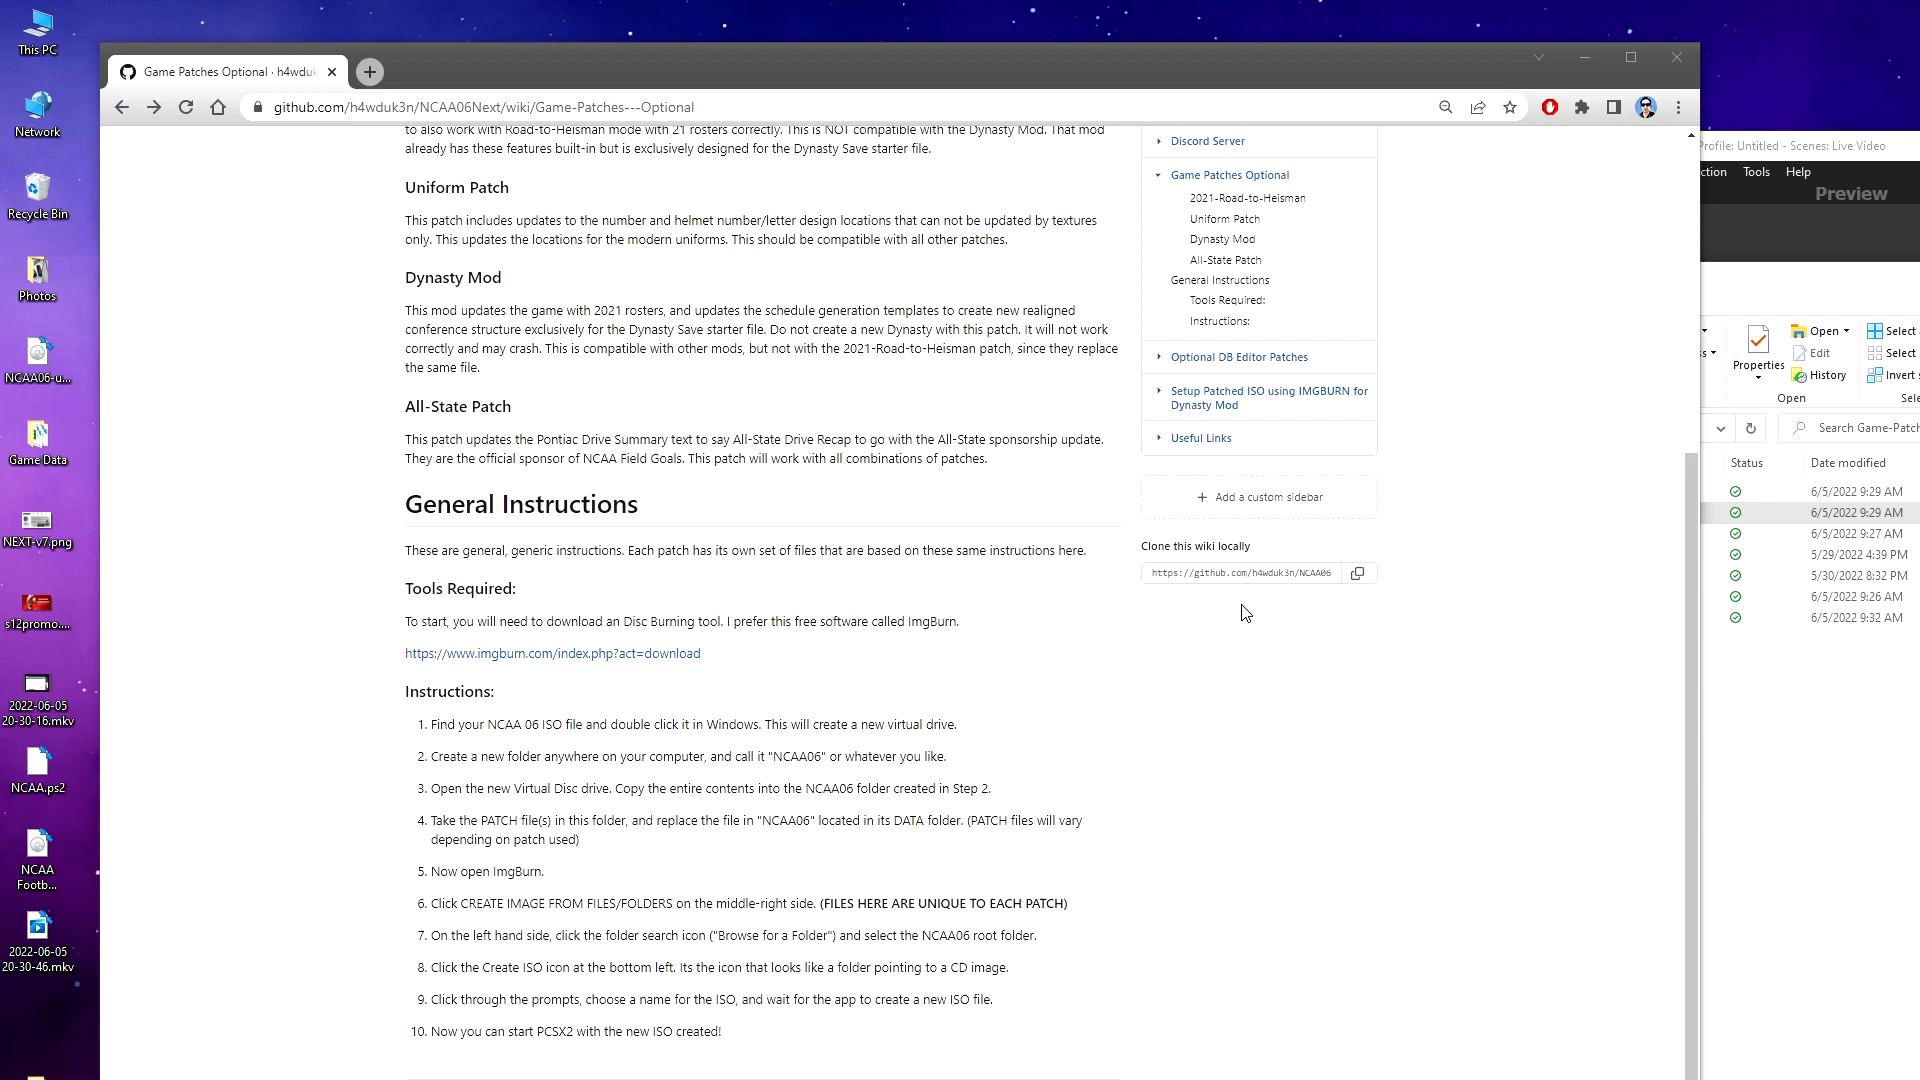 This PC
Network
Recycle Bin
Photos
NCAA06-u...
Game Data
NEXT-v7.png
s12promo....
2022-06-05
20-30-16.mkv
NCAA.ps2
NCAA
Footb...
2022-06-05
20-30-46.mkv
Game Patches Optional · h4wduk
github.com/h4wduk3n/NCAA06Next/wiki/Game-Patches---Optional
to also work with Road-to-Heisman mode with 21 rosters correctly. This is NOT compatible with the Dynasty Mod. That mod
already has these features built-in but is exclusively designed for the Dynasty Save starter file.
Uniform Patch
This patch includes updates to the number and helmet number/letter design locations that can not be updated by textures
only. This updates the locations for the modern uniforms. This should be compatible with all other patches.
Dynasty Mod
This mod updates the game with 2021 rosters, and updates the schedule generation templates to create new realigned
conference structure exclusively for the Dynasty Save starter file. Do not create a new Dynasty with this patch. It will not work
correctly and may crash. This is compatible with other mods, but not with the 2021-Road-to-Heisman patch, since they replace
the same file.
All-State Patch
This patch updates the Pontiac Drive Summary text to say All-State Drive Recap to go with the All-State sponsorship update.
They are the official sponsor of NCAA Field Goals. This patch will work with all combinations of patches.
General Instructions
These are general, generic instructions. Each patch has its own set of files that are based on these same instructions here.
Tools Required:
To start, you will need to download an Disc Burning tool. I prefer this free software called ImgBurn.
https://www.imgburn.com/index.php?act=download
Instructions:
1. Find your NCAA 06 ISO file and double click it in Windows. This will create a new virtual drive.
2. Create a new folder anywhere on your computer, and call it "NCAA06" or whatever you like.
3. Open the new Virtual Disc drive. Copy the entire contents into the NCAA06 folder created in Step 2.
4. Take the PATCH file(s) in this folder, and replace the file in "NCAA06" located in its DATA folder. (PATCH files will vary
depending on patch used)
5. Now open ImgBurn.
6. Click CREATE IMAGE FROM FILES/FOLDERS on the middle-right side. (FILES HERE ARE UNIQUE TO EACH PATCH)
7. On the left hand side, click the folder search icon ("Browse for a Folder") and select the NCAA06 root folder.
8. Click the Create ISO icon at the bottom left. Its the icon that looks like a folder pointing to a CD image.
9. Click through the prompts, choose a name for the ISO, and wait for the app to create a new ISO file.
10. Now you can start PCSX2 with the new ISO created!
Discord Server
Game Patches Optional
2021-Road-to-Heisman
Uniform Patch
Dynasty Mod
All-State Patch
General Instructions
Tools Required:
Instructions:
Optional DB Editor Patches
Setup Patched ISO using IMGBURN for
Dynasty Mod
Useful Links
+ Add a custom sidebar
Clone this wiki locally
https://github.com/h4wduk3n/NCAA06
rofile: Untitled - Scenes: Live Video
ction Tools Help
Preview
Open Select
ss Edit Select
Properties
History Invert s
Open Sele
Search Game-Patch
Status Date modified
6/5/2022 9:29 AM
6/5/2022 9:29 AM
6/5/2022 9:27 AM
5/29/2022 4:39 PM
5/30/2022 8:32 PM
6/5/2022 9:26 AM
6/5/2022 9:32 AM